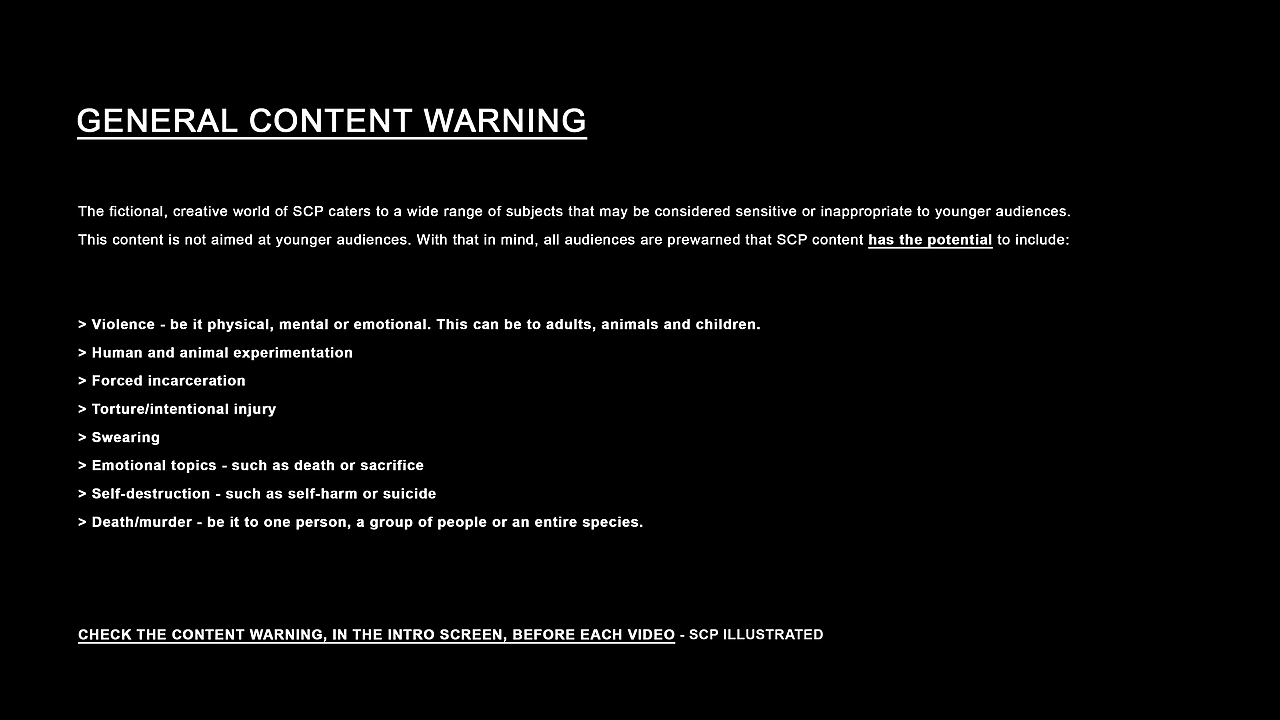 GENERAL CONTENT WARNING
The fictional, creative world of SCP caters to a wide range of subjects that may be considered sensitive or inappropriate to younger audiences.
This content is not aimed at younger audiences. With that in mind, all audiences are prewarned that SCP content has the potential to include:
> Violence - be it physical, mental or emotional. This can be to adults, animals and children.
> Human and animal experimentation
> Forced incarceration
> Torture/intentional injury
> Swearing
> Emotional topics - such as death or sacrifice
> Self-destruction - such as self-harm or suicide
> Death/murder - be it to one person, a group of people or an entire species.
CHECK THE CONTENT WARNING, IN THE INTRO SCREEN, BEFORE EACH VIDEO - SCP ILLUSTRATED